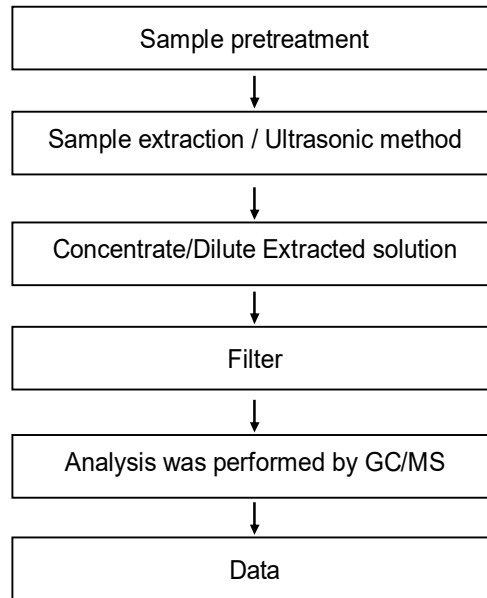 Sample pretreatment
Sample extraction / Ultrasonic method
Concentrate/Dilute Extracted solution
Filter
Analysis was performed by GC/MS
Data